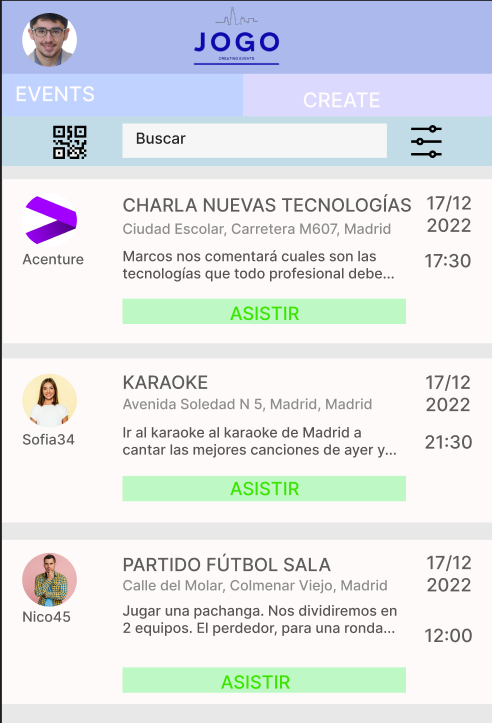 JOGO
CREATING EVENTS
EVENTS
CREATE
Buscar
CHARLA NUEVAS TECNOLOGÍAS
17/12
2022
Ciudad Escolar, Carretera M607, Madrid
Acenture
Marcos nos comentará cuales son las
tecnologías que todo profesional debe...
17:30
ASISTIR
KARAOKE
17/12
2022
Avenida Soledad N 5, Madrid, Madrid
Sofia34
Ir al karaoke al karaoke de Madrid a
cantar las mejores canciones de ayer y...
21:30
ASISTIR
PARTIDO FÚTBOL SALA
17/12
2022
Calle del Molar, Colmenar Viejo, Madrid
Nico45
Jugar una pachanga. Nos dividiremos en
2 equipos. El perdedor, para una ronda...
12:00
ASISTIR